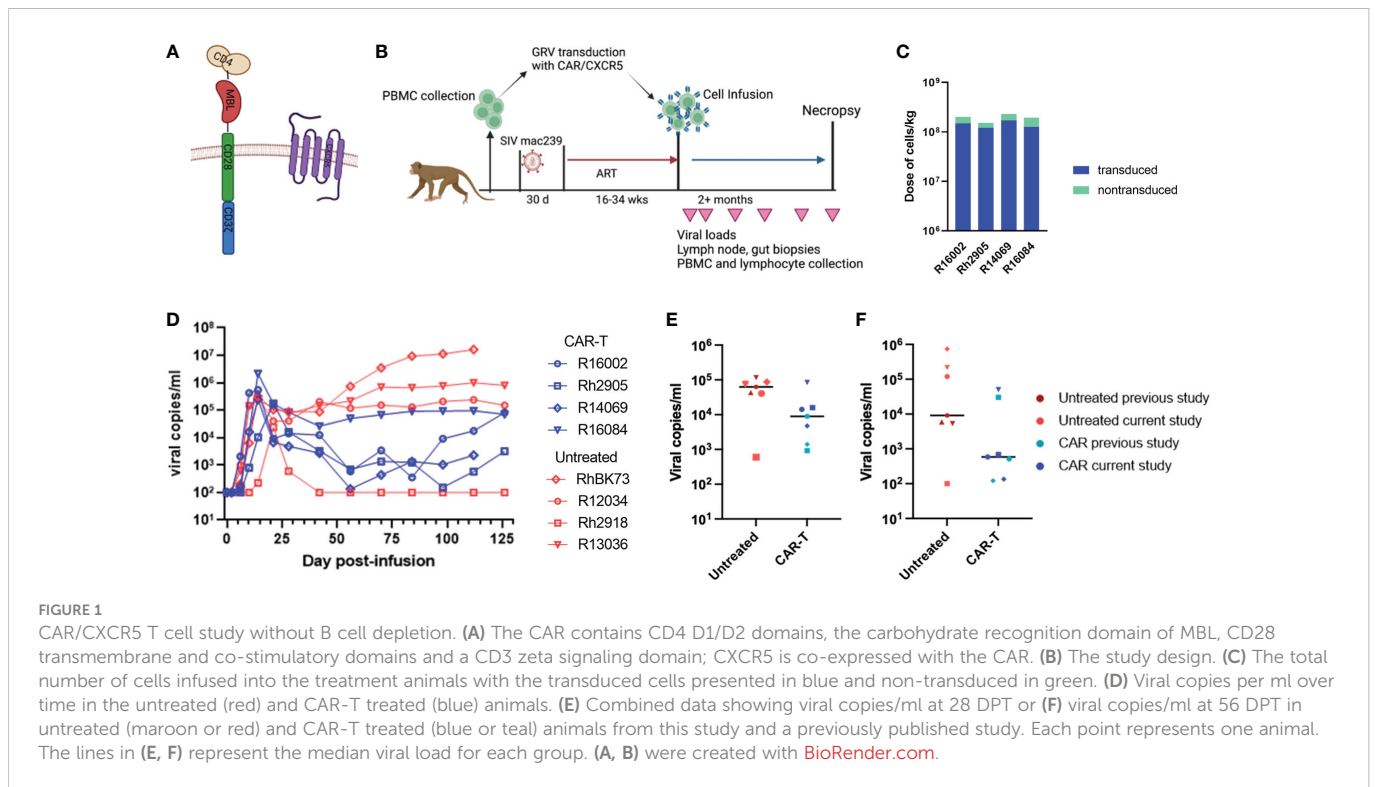 A
CD4
MBL
CD28
CD3ζ
B
PBMC collection
GRV transduction
with CAR/CXCR5
Cell Infusion
Necropsy
SIV mac239
ART
30 d
16-34 wks
2+ months
Viral loads
Lymph node, gut biopsies
PBMC and lymphocyte collection
C
Dose of cells/kg
10⁹
10⁸
10⁷
10⁶
R16002
Rh2905
R14069
R16084
transduced
nontransduced
D
viral copies/ml
10⁸
10⁷
10⁶
10⁵
10⁴
10³
10²
10¹
0 25 50 75 100 125
Day post-infusion
CAR-T
R16002
Rh2905
R14069
R16084
Untreated
RhBK73
R12034
Rh2918
R13036
E
Viral copies/ml
10⁶
10⁵
10⁴
10³
10²
10¹
Untreated
CAR-T
F
Viral copies/ml
10⁶
10⁵
10⁴
10³
10²
10¹
Untreated
CAR-T
Untreated previous study
Untreated current study
CAR previous study
CAR current study
FIGURE 1
CAR/CXCR5 T cell study without B cell depletion. (A) The CAR contains CD4 D1/D2 domains, the carbohydrate recognition domain of MBL, CD28
transmembrane and co-stimulatory domains and a CD3 zeta signaling domain; CXCR5 is co-expressed with the CAR. (B) The study design. (C) The total
number of cells infused into the treatment animals with the transduced cells presented in blue and non-transduced in green. (D) Viral copies per ml over
time in the untreated (red) and CAR-T treated (blue) animals. (E) Combined data showing viral copies/ml at 28 DPT or (F) viral copies/ml at 56 DPT in
untreated (maroon or red) and CAR-T treated (blue or teal) animals from this study and a previously published study. Each point represents one animal.
The lines in (E, F) represent the median viral load for each group. (A, B) were created with BioRender.com.